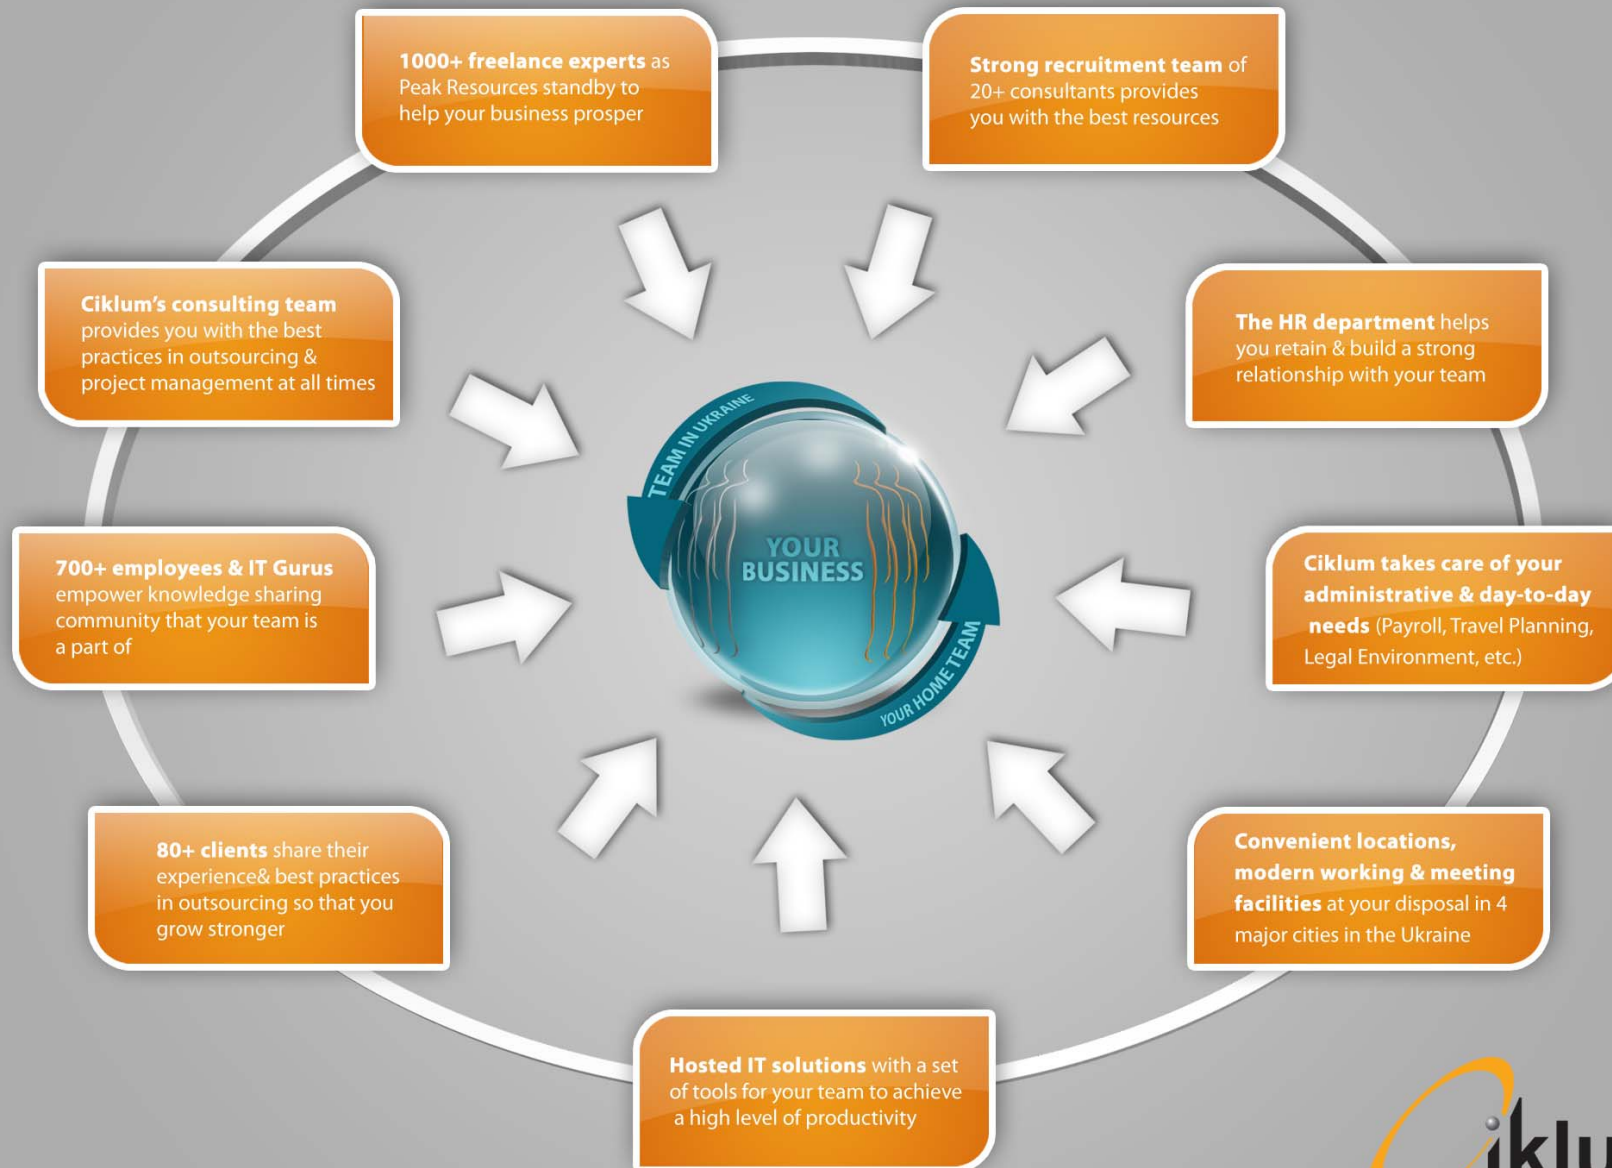 1000+ freelance experts as
Peak Resources standby to
help your business prosper
Strong recruitment team of
20+ consultants provides
you with the best resources
Ciklum's consulting team
provides you with the best
practices in outsourcing &
project management at all times
The HR department helps
you retain & build a strong
relationship with your team
TEAM IN UKRAINE
YOUR
BUSINESS
YOUR HOME TEAM
700+ employees & IT Gurus
empower knowledge sharing
community that your team is
a part of
Ciklum takes care of your
administrative & day-to-day
needs (Payroll, Travel Planning,
Legal Environment, etc.)
80+ clients share their
experience& best practices
in outsourcing so that you
grow stronger
Convenient locations,
modern working & meeting
facilities at your disposal in 4
major cities in the Ukraine
Hosted IT solutions with a set
of tools for your team to achieve
a high level of productivity
Ciklu